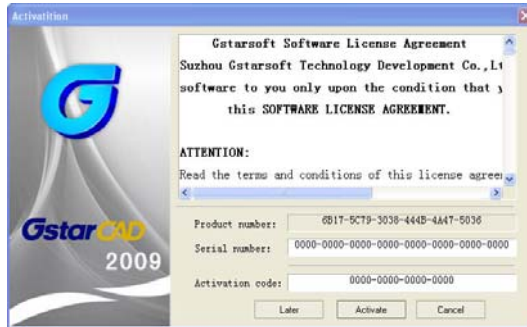 Activatition
Gstarsoft Software License Agreement
Suzhou Gstarsoft Technology Development Co.,Lt
software to you only upon the condition that y
this SOFTWARE LICENSE AGREEMENT.
ATTENTION:
Read the terms and conditions of this license agreem
GstarCAD
2009
Product number: 6B17-5C79-3038-444B-4A47-5036
Serial number: 0000-0000-0000-0000-0000-0000-0000
Activation code: 0000-0000-0000-0000
Later Activate Cancel